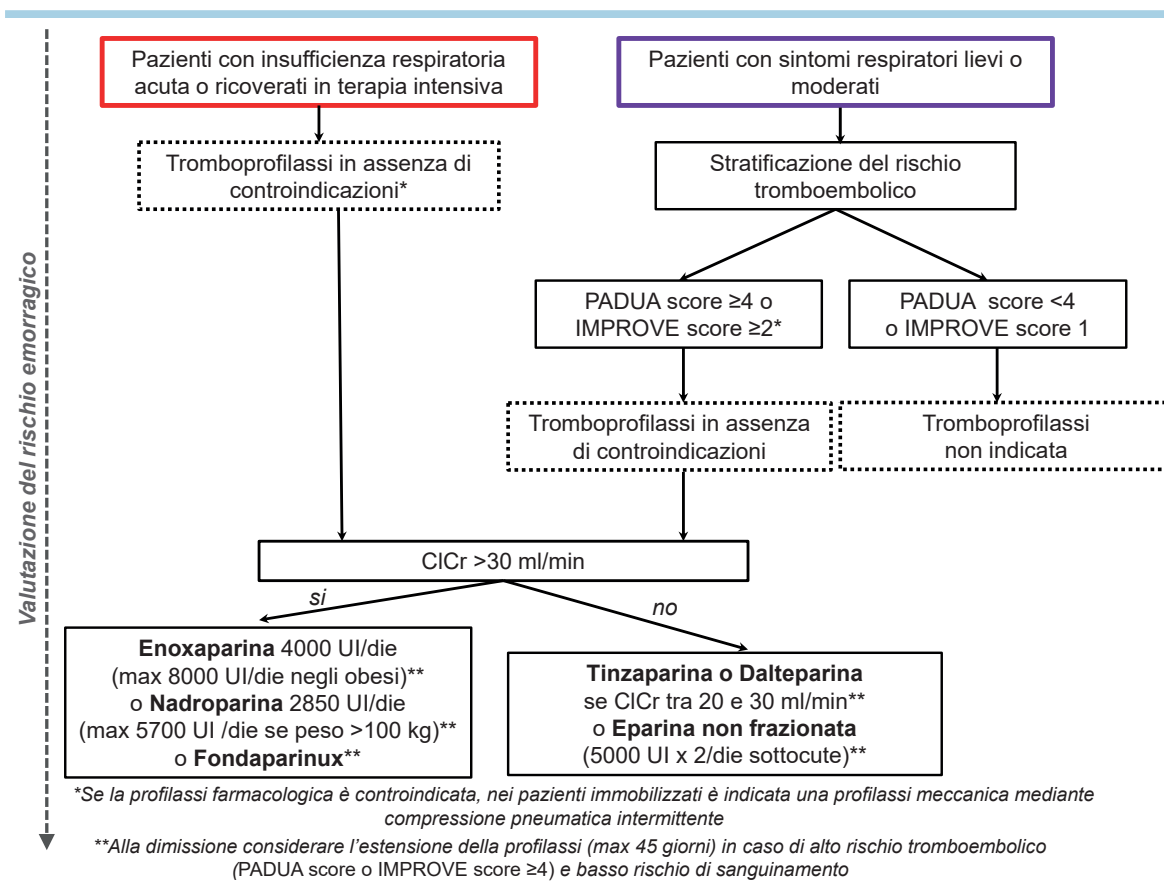 Pazienti con insufficienza respiratoria
acuta o ricoverati in terapia intensiva
Pazienti con sintomi respiratori lievi o
moderati
Tromboprofilassi in assenza di
controindicazioni*
Stratificazione del rischio
tromboembolico
PADUA score ≥4 o
IMPROVE score ≥2*
PADUA score <4
o IMPROVE score 1
Tromboprofilassi in assenza
di controindicazioni
Tromboprofilassi
non indicata
Valutazione del rischio emorragico
ClCr >30 ml/min
si
no
Enoxaparina 4000 UI/die
(max 8000 UI/die negli obesi)**
o Nadroparina 2850 UI/die
(max 5700 UI /die se peso >100 kg)**
o Fondaparinux**
Tinzaparina o Dalteparina
se ClCr tra 20 e 30 ml/min**
o Eparina non frazionata
(5000 UI x 2/die sottocute)**
*Se la profilassi farmacologica è controindicata, nei pazienti immobilizzati è indicata una profilassi meccanica mediante
compressione pneumatica intermittente
**Alla dimissione considerare l'estensione della profilassi (max 45 giorni) in caso di alto rischio tromboembolico
(PADUA score o IMPROVE score ≥4) e basso rischio di sanguinamento